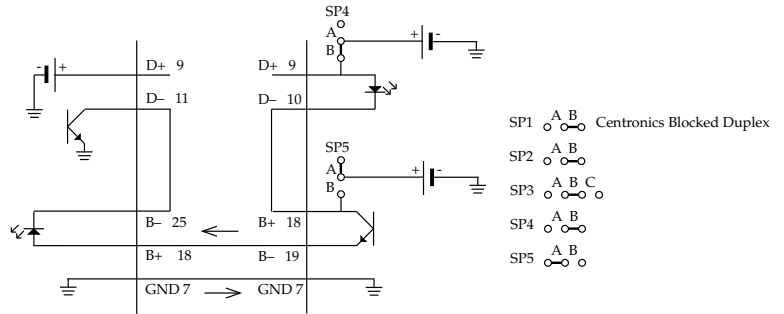 SP4
A
B
+ -
- +
D+ 9
D+ 9
D– 11
D– 10
SP5
A
B
+ -
B– 25
B+ 18
B+ 18
B– 19
GND 7
GND 7
SP1 A B Centronics Blocked Duplex
SP2 A B
SP3 A B C
SP4 A B
SP5 A B